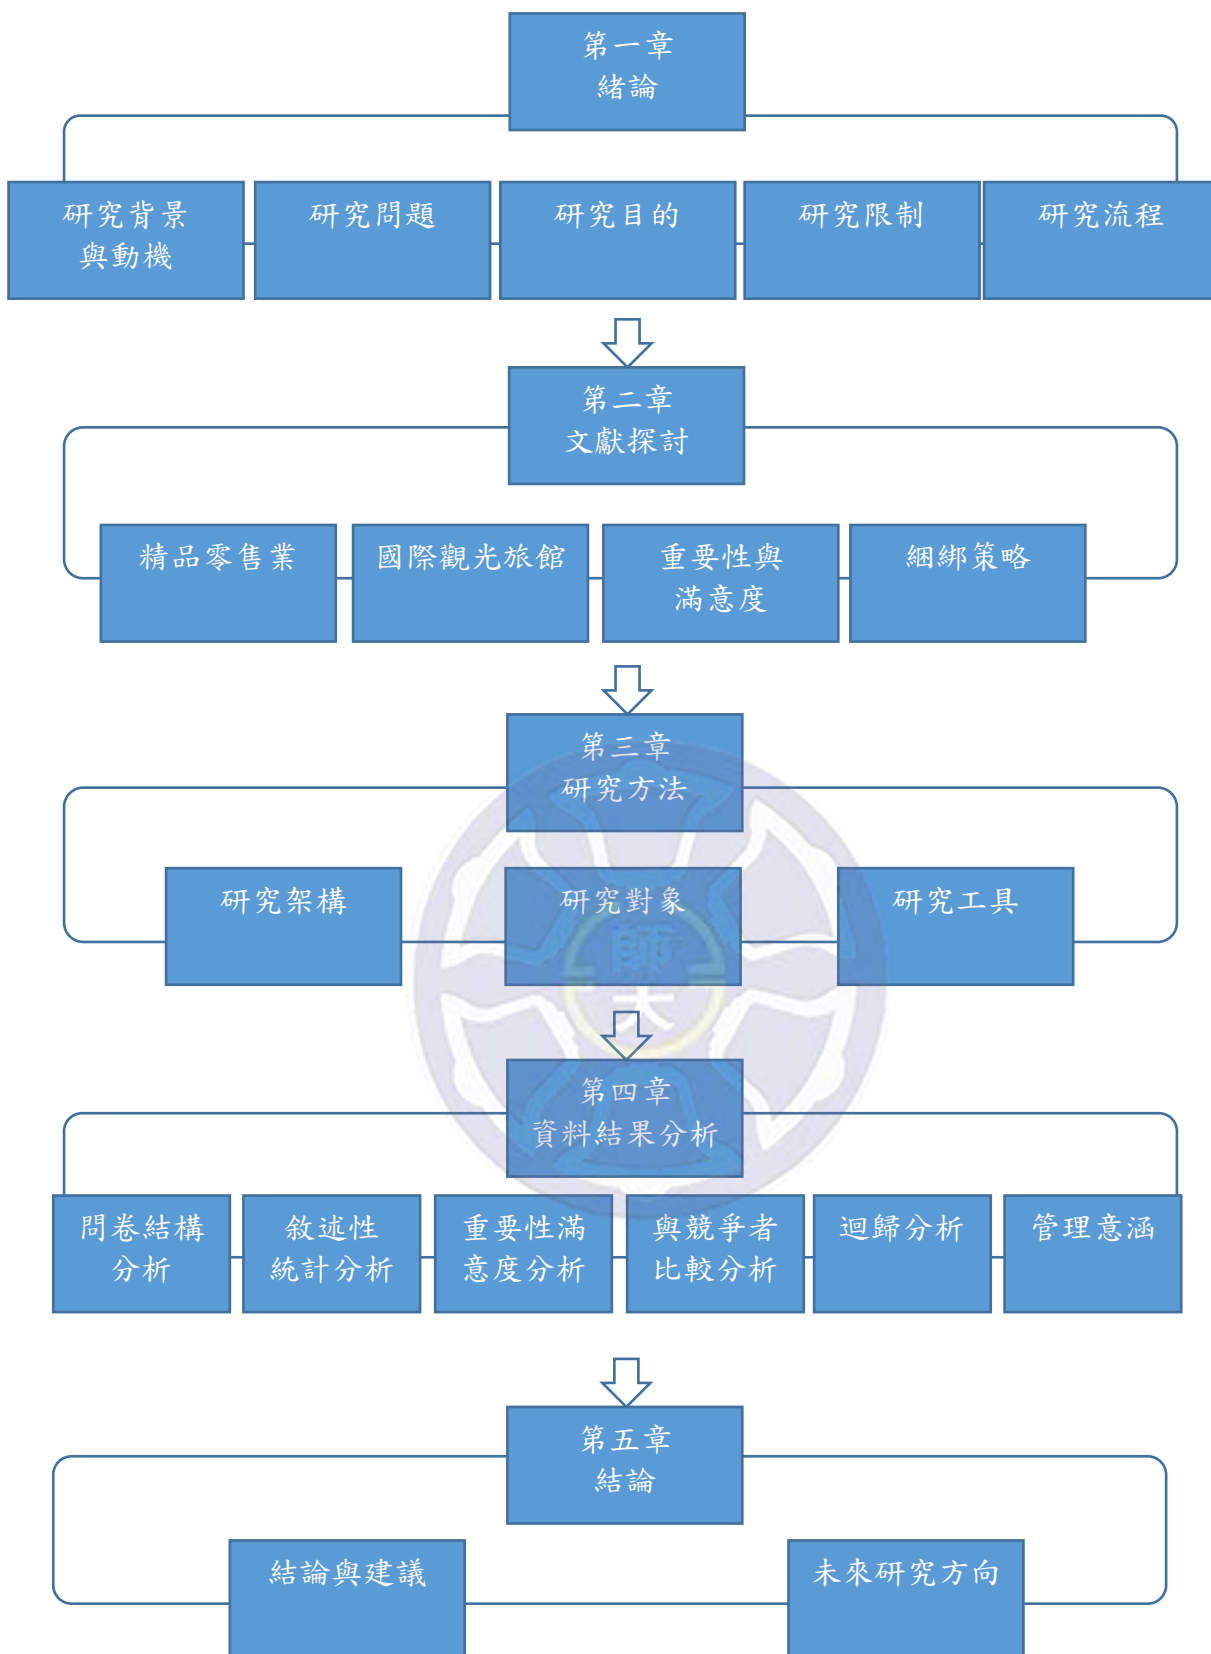 第一章
緒論
研究背景
與動機
研究問題
研究目的
研究限制
研究流程
第二章
文獻探討
精品零售業
國際觀光旅館
重要性與
滿意度
綑綁策略
第三章
研究方法
研究架構
研究對象
研究工具
師
大
第四章
資料結果分析
問卷結構
分析
敘述性
統計分析
重要性滿
意度分析
與競爭者
比較分析
迴歸分析
管理意涵
第五章
結論
結論與建議
未來研究方向